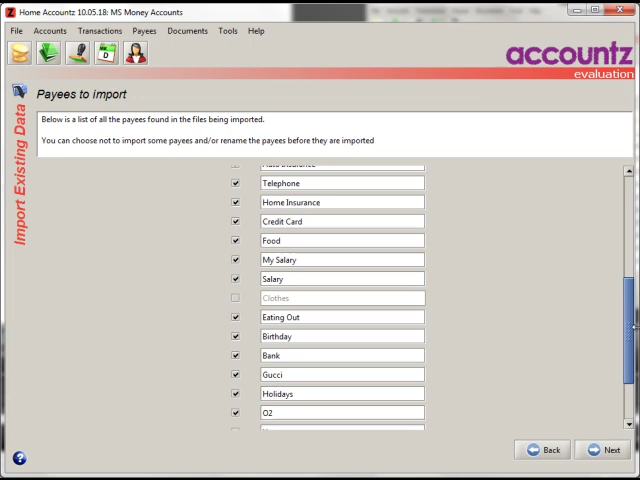 Home Accountz 10.05.18: MS Money Accounts
File Accounts Transactions Payees Documents Tools Help
D
accountz
evaluation
Import Existing Data
Payees to import
Below is a list of all the payees found in the files being imported.
You can choose not to import some payees and/or rename the payees before they are imported
Telephone
Home Insurance
Credit Card
Food
My Salary
Salary
Clothes
Eating Out
Birthday
Bank
Gucci
Holidays
O2
Back Next